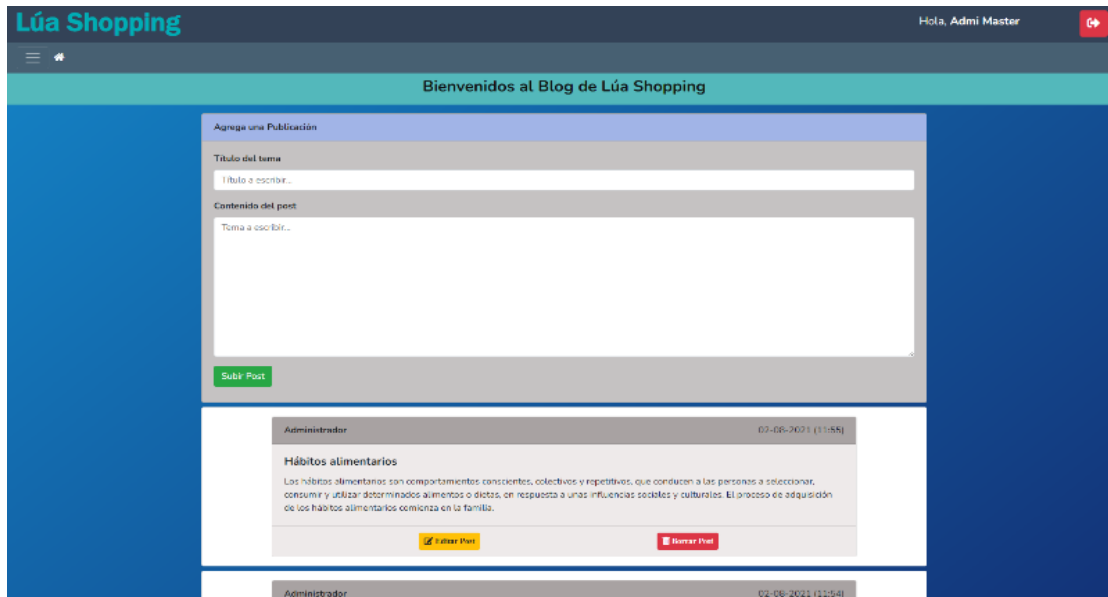 Lúa Shopping
Hola, Admi Master
Bienvenidos al Blog de Lúa Shopping
Agrega una Publicación
Título del tema
Título a escribir...
Contenido del post
Tema a escribir...
Subir Post
Administrador 02-08-2021 (11:55)
Hábitos alimentarios
Los hábitos alimentarios son comportamientos conscientes, colectivos y repetitivos, que conducen a las personas a seleccionar,
consumir y utilizar determinados alimentos o dietas, en respuesta a unas influencias sociales y culturales. El proceso de adquisición
de los hábitos alimentarios comienza en la familia.
Editar Post Borrar Post
Administrador 02-08-2021 (11:54)